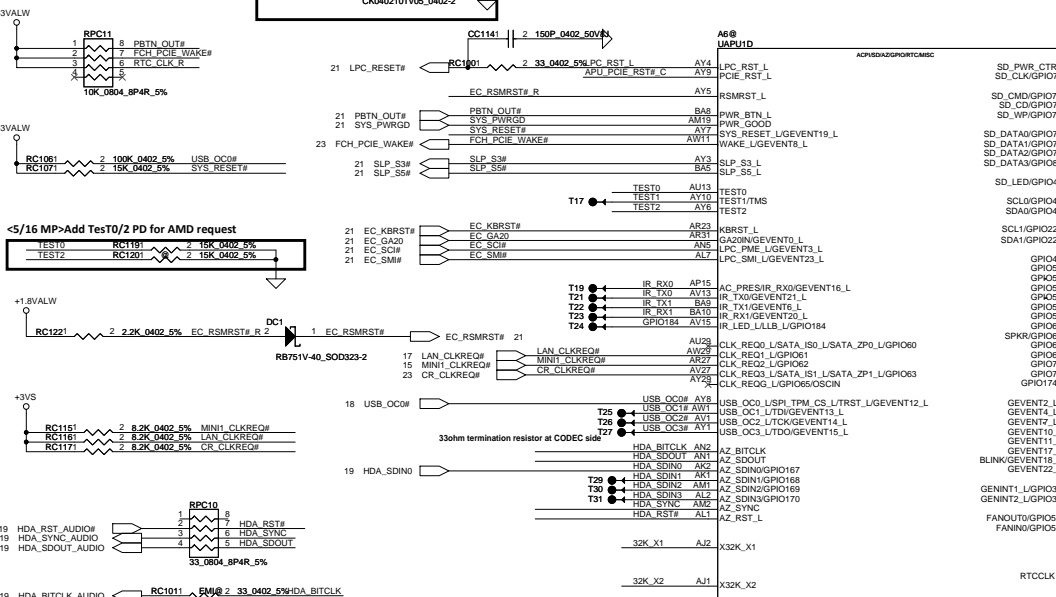 CK0402101V05_0402-2
3VALW
RPC11
1 8 PBTN_OUT#
2 7 FCH_PCIE_WAKE#
3 6 RTC_CLK_R
4 5
10K_0804_8P4R_5%
3VALW
RC106 1 2 100K_0402_5% USB_OC0#
RC107 1 2 15K_0402_5% SYS_RESET#
<5/16 MP>Add TesT0/2 PD for AMD request
TEST0 RC119 1 2 15K_0402_5%
TEST2 RC120 1 @ 2 15K_0402_5%
+1.8VALW
RC122 1 2 2.2K_0402_5% EC_RSMRST#_R 2 DC1 1 EC_RSMRST# EC_RSMRST# 21
RB751V-40_SOD323-2
+3VS
RC115 1 2 8.2K_0402_5% MINI1_CLKREQ#
RC116 1 2 8.2K_0402_5% LAN_CLKREQ#
RC117 1 2 8.2K_0402_5% CR_CLKREQ#
RPC10
1 8
19 HDA_RST_AUDIO# 2 7 HDA_RST#
19 HDA_SYNC_AUDIO 3 6 HDA_SYNC
19 HDA_SDOUT_AUDIO 4 5 HDA_SDOUT
33_0804_8P4R_5%
19 HDA_BITCLK_AUDIO RC101 1 EMI@ 2 33_0402_5% HDA_BITCLK
CC114 1 2 150P_0402_50V8J
A6@
UAPU1D
ACPI/SD/AZ/GPIO/RTC/MISC
21 LPC_RESET# RC100 1 2 33_0402_5% LPC_RST_L AY4 LPC_RST_L
APU_PCIE_RST#_C AY9 PCIE_RST_L
EC_RSMRST#_R AY5 RSMRST_L
21 PBTN_OUT# PBTN_OUT# BA8 PWR_BTN_L
21 SYS_PWRGD SYS_PWRGD AM19 PWR_GOOD
SYS_RESET# AY7 SYS_RESET_L/GEVENT19_L
23 FCH_PCIE_WAKE# FCH_PCIE_WAKE# AW11 WAKE_L/GEVENT8_L
21 SLP_S3# SLP_S3# AY3 SLP_S3_L
21 SLP_S5# SLP_S5# BA5 SLP_S5_L
TEST0 AU13 TEST0
T17 TEST1 AY10 TEST1/TMS
TEST2 AY6 TEST2
21 EC_KBRST# EC_KBRST# AR23 KBRST_L
21 EC_GA20 EC_GA20 AR31 GA20IN/GEVENT0_L
21 EC_SCI# EC_SCI# AN5 LPC_PME_L/GEVENT3_L
21 EC_SMI# EC_SMI# AL7 LPC_SMI_L/GEVENT23_L
T19 IR_RX0 AP15 AC_PRES/IR_RX0/GEVENT16_L
T21 IR_TX0 AV13 IR_TX0/GEVENT21_L
T22 IR_TX1 BA9 IR_TX1/GEVENT6_L
T23 IR_RX1 BA10 IR_RX1/GEVENT20_L
T24 GPIO184 AV15 IR_LED_L/LLB_L/GPIO184
AU29 CLK_REQ0_L/SATA_IS0_L/SATA_ZP0_L/GPIO60
17 LAN_CLKREQ# LAN_CLKREQ# AW29 CLK_REQ1_L/GPIO61
15 MINI1_CLKREQ# MINI1_CLKREQ# AR27 CLK_REQ2_L/GPIO62
23 CR_CLKREQ# CR_CLKREQ# AV27 CLK_REQ3_L/SATA_IS1_L/SATA_ZP1_L/GPIO63
AY29 CLK_REQG_L/GPIO65/OSCIN
18 USB_OC0# USB_OC0# AY8 USB_OC0_L/SPI_TPM_CS_L/TRST_L/GEVENT12_L
T25 USB_OC1# AW1 USB_OC1_L/TDI/GEVENT13_L
T26 USB_OC2# AV1 USB_OC2_L/TCK/GEVENT14_L
T27 USB_OC3# AY1 USB_OC3_L/TDO/GEVENT15_L
33ohm termination resistor at CODEC side
HDA_BITCLK AN2 AZ_BITCLK
HDA_SDOUT AN1 AZ_SDOUT
19 HDA_SDIN0 HDA_SDIN0 AK2 AZ_SDIN0/GPIO167
T29 HDA_SDIN1 AK1 AZ_SDIN1/GPIO168
T30 HDA_SDIN2 AM1 AZ_SDIN2/GPIO169
T31 HDA_SDIN3 AL2 AZ_SDIN3/GPIO170
HDA_SYNC AM2 AZ_SYNC
HDA_RST# AL1 AZ_RST_L
32K_X1 AJ2 X32K_X1
32K_X2 AJ1 X32K_X2
SD_PWR_CTR
SD_CLK/GPIO7
SD_CMD/GPIO7
SD_CD/GPIO7
SD_WP/GPIO7
SD_DATA0/GPIO7
SD_DATA1/GPIO7
SD_DATA2/GPIO7
SD_DATA3/GPIO8
SD_LED/GPIO4
SCL0/GPIO4
SDA0/GPIO4
SCL1/GPIO22
SDA1/GPIO22
GPIO4
GPIO5
GPIO5
GPIO5
GPIO5
GPIO5
GPIO5
SPKR/GPIO6
GPIO6
GPIO6
GPIO7
GPIO7
GPIO174
GEVENT2_L
GEVENT4_L
GEVENT7_L
GEVENT10_
GEVENT11_
GEVENT17_
BLINK/GEVENT18_
GEVENT22_
GENINT1_L/GPIO3
GENINT2_L/GPIO3
FANOUT0/GPIO5
FANIN0/GPIO5
RTCCLK